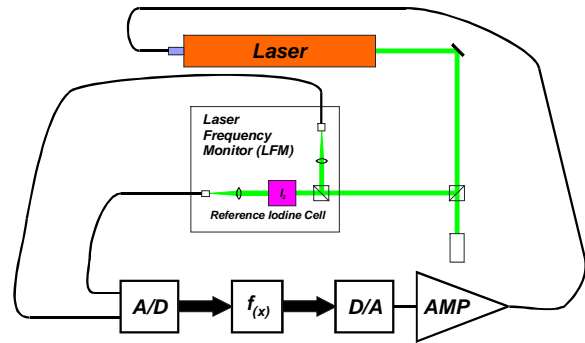 Laser
Laser
Frequency
Monitor (LFM)
I₂
Reference Iodine Cell
A/D
f(x)
D/A
AMP